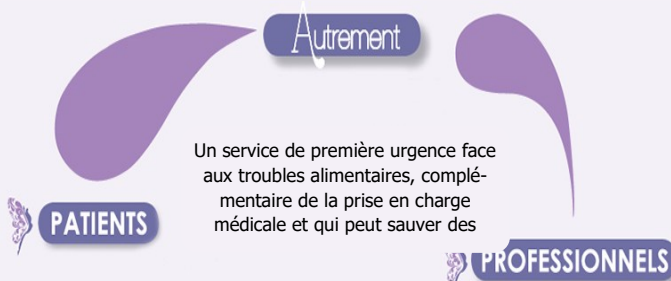 Autrement
Un service de première urgence face
aux troubles alimentaires, complé-
mentaire de la prise en charge
médicale et qui peut sauver des
PATIENTS
PROFESSIONNELS